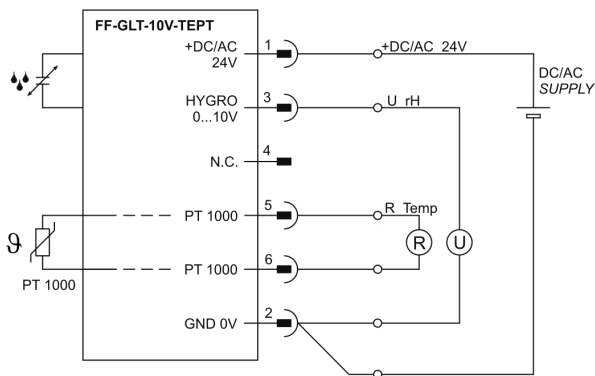 FF-GLT-10V-TEPT
+DC/AC 24V
1
+DC/AC 24V
DC/AC SUPPLY
HYGRO 0...10V
3
U rH
N.C.
4
PT 1000
5
R Temp
R
U
ϑ
PT 1000
PT 1000
6
GND 0V
2